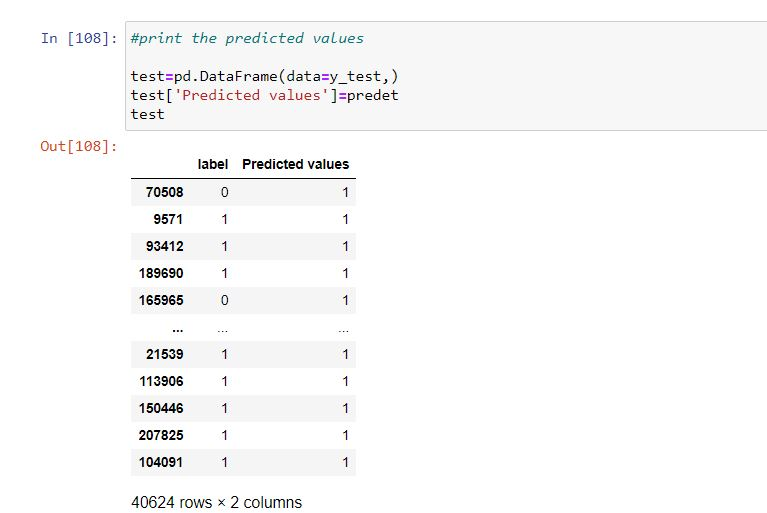 In [108]: #print the predicted values
test=pd.DataFrame(data=y_test,)
test['Predicted values']=predet
test
Out[108]:
label Predicted values
70508 0 1
9571 1 1
93412 1 1
189690 1 1
165965 0 1
... ... ...
21539 1 1
113906 1 1
150446 1 1
207825 1 1
104091 1 1
40624 rows × 2 columns